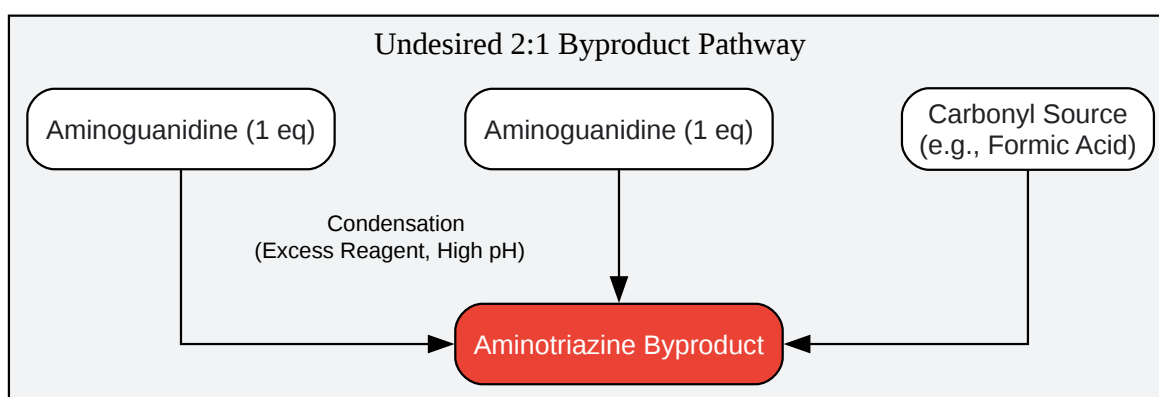 Undesired 2:1 Byproduct Pathway
Aminoguanidine (1 eq)
Aminoguanidine (1 eq)
Carbonyl Source
(e.g., Formic Acid)
Condensation
(Excess Reagent, High pH)
Aminotriazine Byproduct